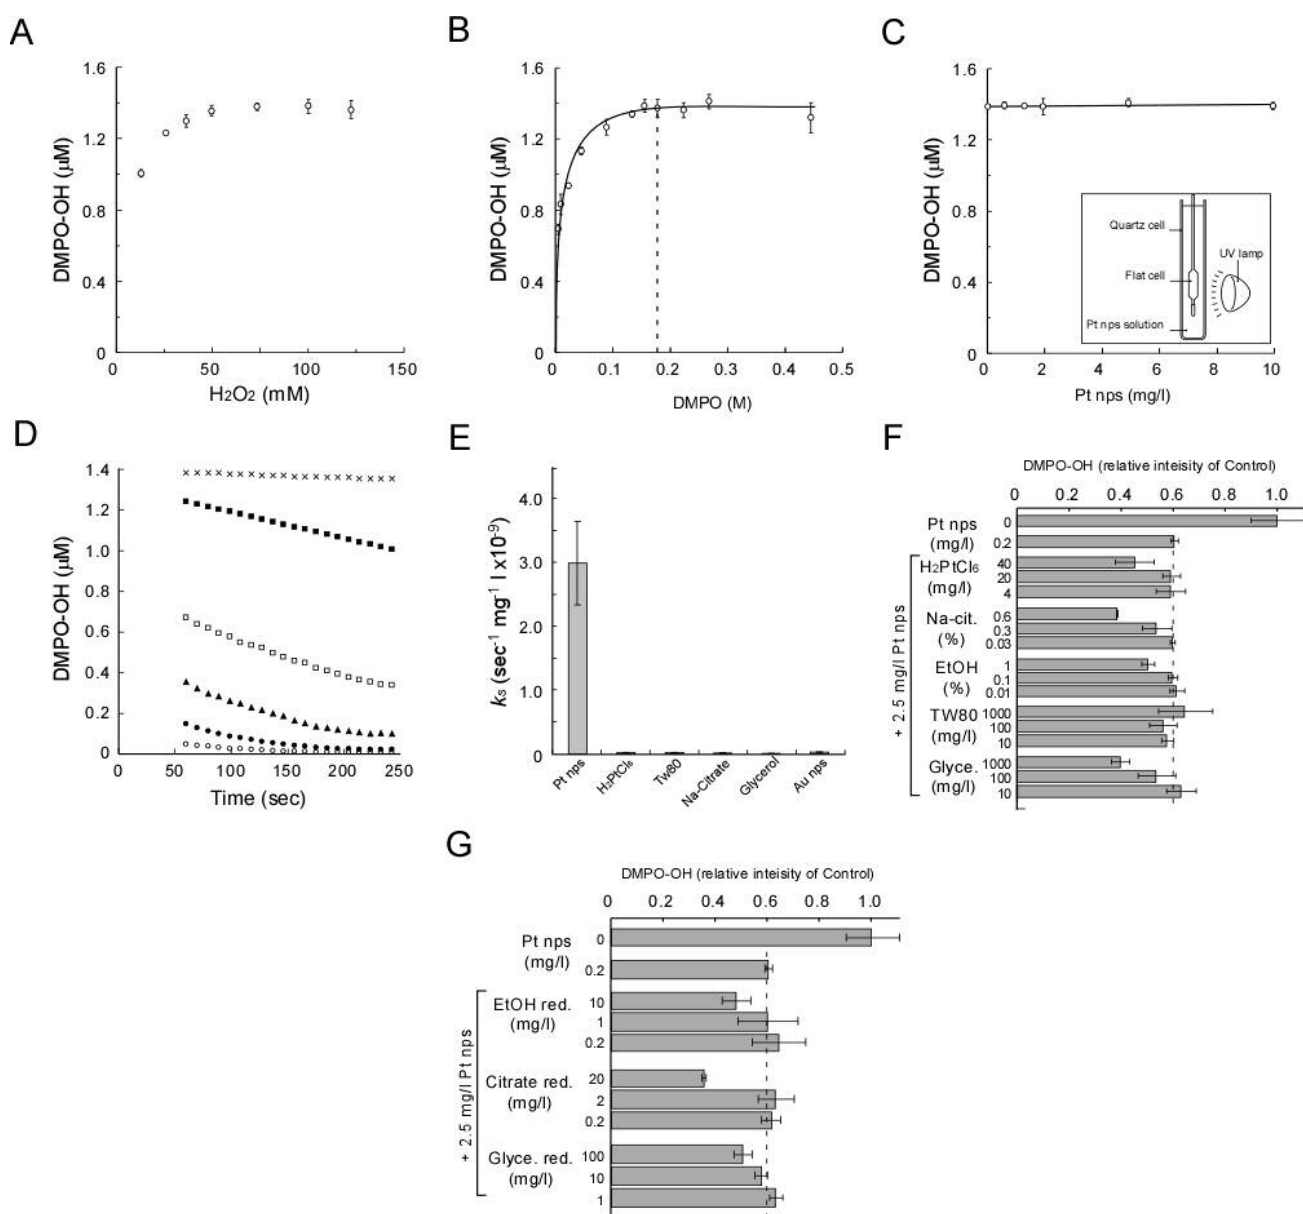 A
1.6
1.2
0.8
0.4
0
0 50 100 150
DMPO-OH (μM)
H2O2 (mM)
B
1.6
1.2
0.8
0.4
0
0 0.1 0.2 0.3 0.4 0.5
DMPO-OH (μM)
DMPO (M)
C
1.6
1.2
0.8
0.4
0
0 2 4 6 8 10
DMPO-OH (μM)
Pt nps (mg/l)
Quartz cell
UV lamp
Flat cell
Pt nps solution
D
1.4
1.2
1.0
0.8
0.6
0.4
0.2
0
0 50 100 150 200 250
DMPO-OH (μM)
Time (sec)
E
4.0
3.0
2.0
1.0
0
ks (sec-1 mg-1 l x10-9)
Pt nps
H2PtCl6
Tw80
Na-Citrate
Glycerol
Au nps
F
DMPO-OH (relative inteisity of Control)
0 0.2 0.4 0.6 0.8 1.0
Pt nps 0
(mg/l) 0.2
H2PtCl6 40
(mg/l) 20
4
Na-cit. 0.6
(%) 0.3
0.03
EtOH 1
(%) 0.1
0.01
TW80 1000
(mg/l) 100
10
Glyce. 1000
(mg/l) 100
10
+ 2.5 mg/l Pt nps
G
DMPO-OH (relative inteisity of Control)
0 0.2 0.4 0.6 0.8 1.0
Pt nps 0
(mg/l) 0.2
EtOH red. 10
(mg/l) 1
0.2
Citrate red. 20
(mg/l) 2
0.2
Glyce. red. 100
(mg/l) 10
1
+ 2.5 mg/l Pt nps